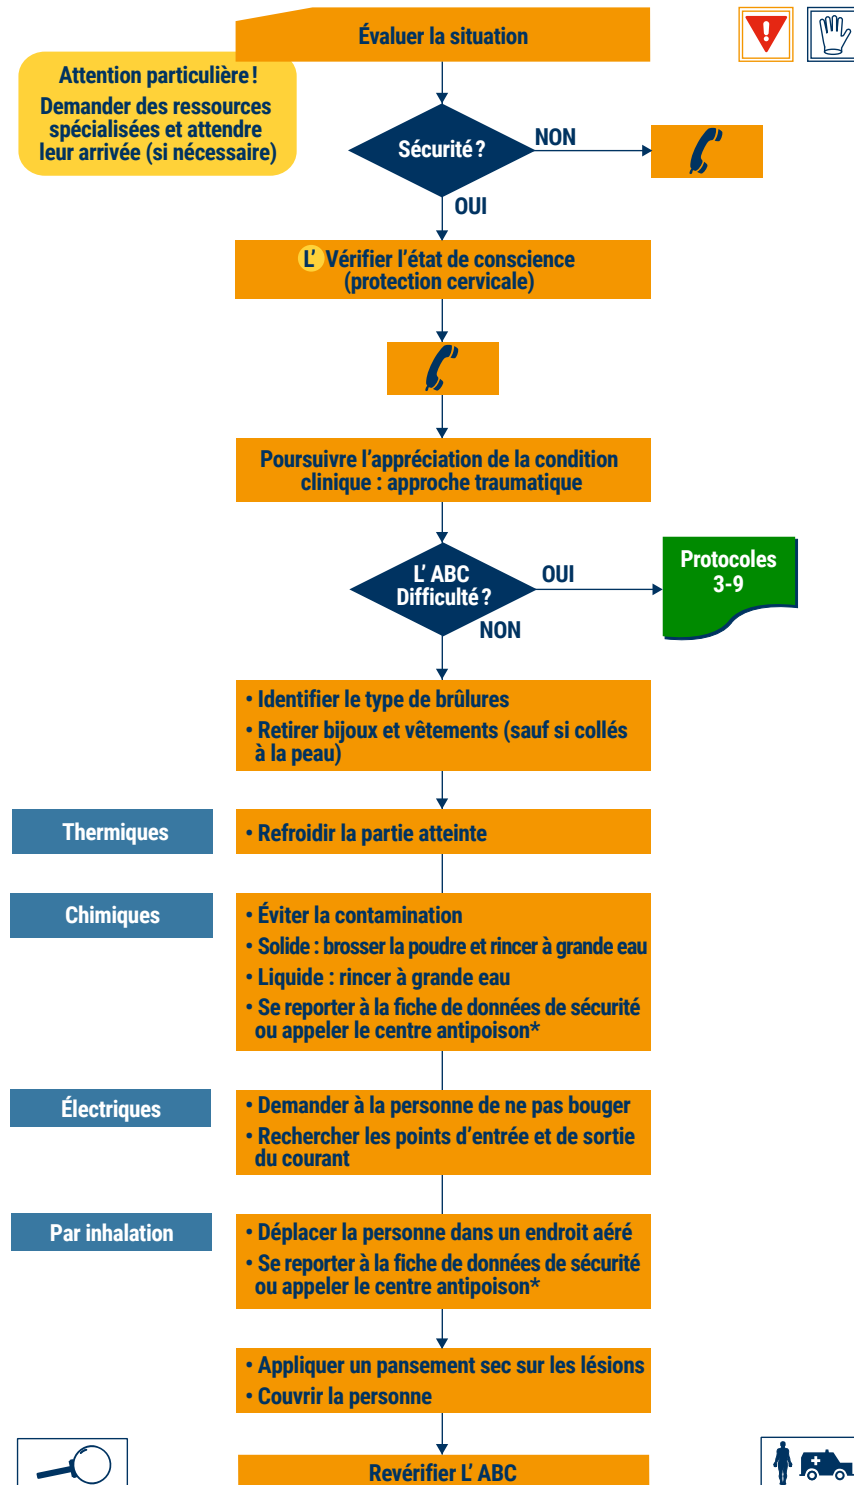 Évaluer la situation
Attention particulière !
Demander des ressources
spécialisées et attendre
leur arrivée (si nécessaire)
Sécurité ?
NON
OUI
L' Vérifier l'état de conscience
(protection cervicale)
Poursuivre l'appréciation de la condition
clinique : approche traumatique
L' ABC
Difficulté ?
OUI
Protocoles
3-9
NON
• Identifier le type de brûlures
• Retirer bijoux et vêtements (sauf si collés
à la peau)
Thermiques
• Refroidir la partie atteinte
Chimiques
• Éviter la contamination
• Solide : brosser la poudre et rincer à grande eau
• Liquide : rincer à grande eau
• Se reporter à la fiche de données de sécurité
ou appeler le centre antipoison*
Électriques
• Demander à la personne de ne pas bouger
• Rechercher les points d'entrée et de sortie
du courant
Par inhalation
• Déplacer la personne dans un endroit aéré
• Se reporter à la fiche de données de sécurité
ou appeler le centre antipoison*
• Appliquer un pansement sec sur les lésions
• Couvrir la personne
Revérifier L' ABC